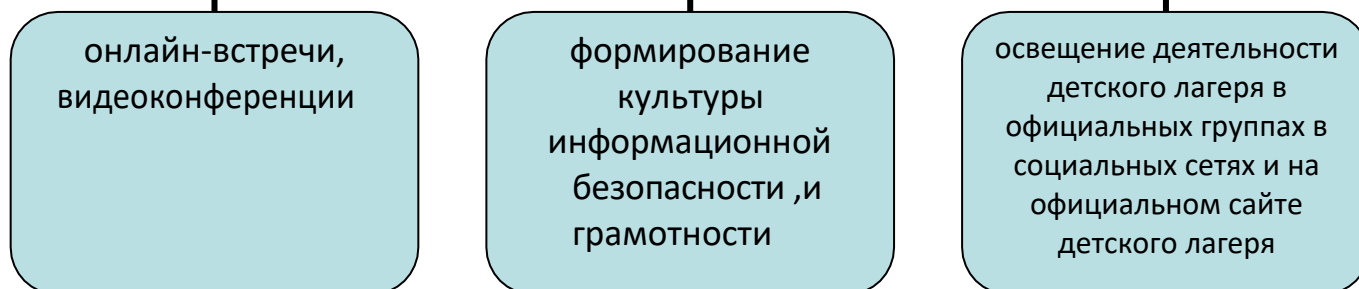 онлайн-встречи,
видеоконференции
формирование
культуры
информационной
безопасности ,и
грамотности
освещение деятельности
детского лагеря в
официальных группах в
социальных сетях и на
официальном сайте
детского лагеря